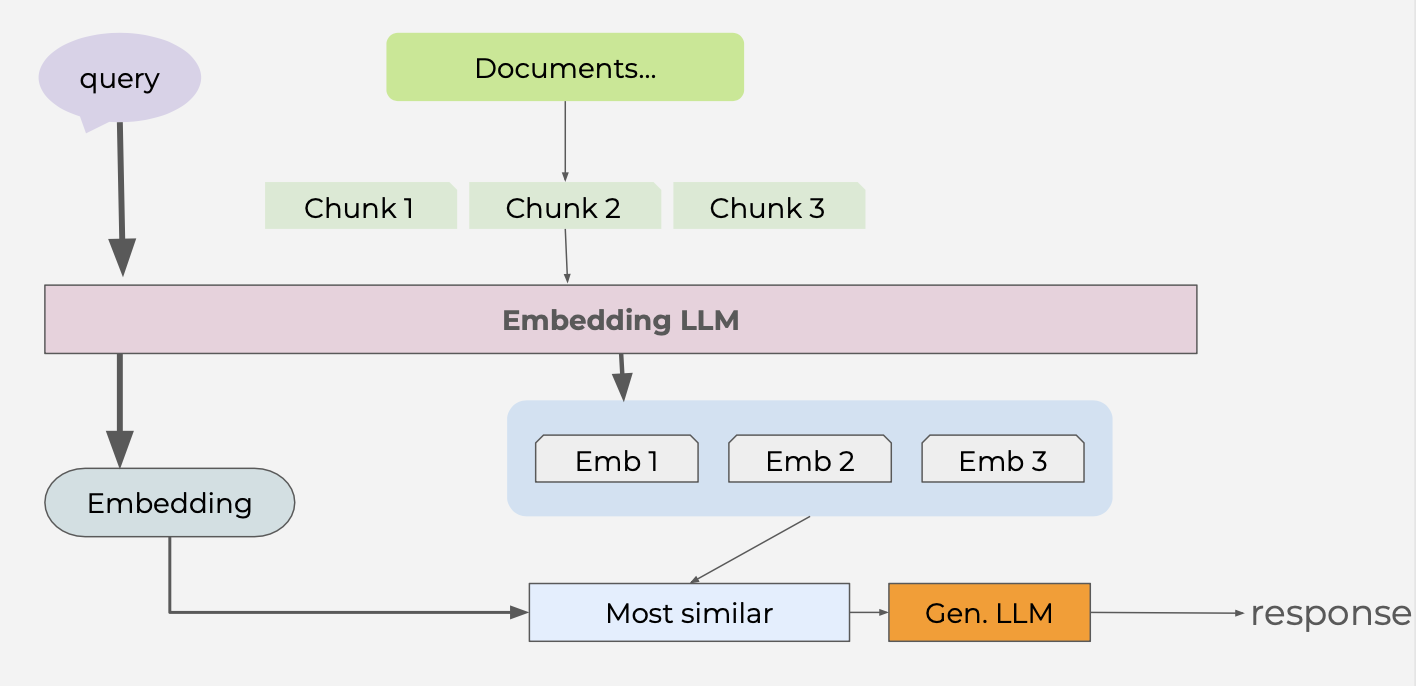 query
Documents...
Chunk 1
Chunk 2
Chunk 3
Embedding LLM
Emb 1
Emb 2
Emb 3
Embedding
Most similar
Gen. LLM
response